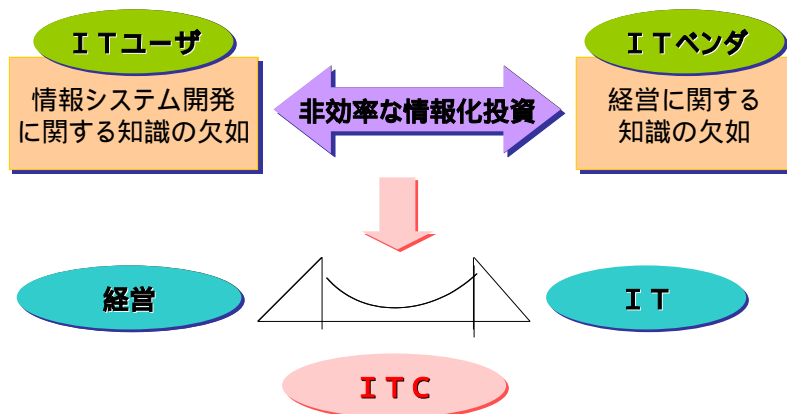 ＩＴユーザ
ＩＴベンダ
情報システム開発
に関する知識の欠如
非効率な情報化投資
経営に関する
知識の欠如
経営
ＩＴ
ＩＴＣ